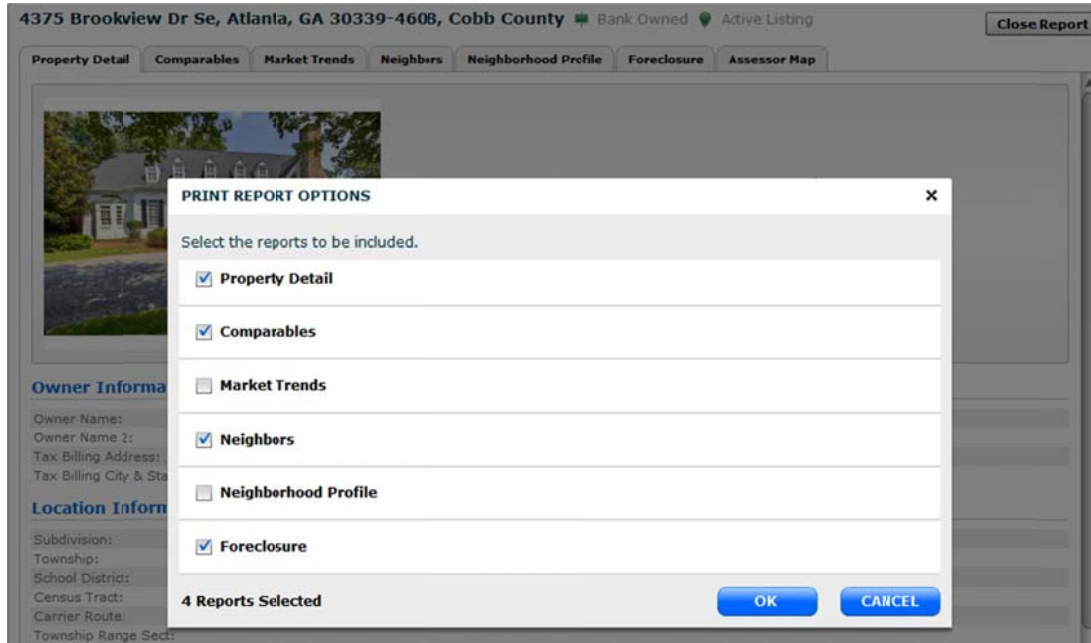 4375 Brookview Dr Se, Atlanta, GA 30339-4608, Cobb County Bank Owned Active Listing
Close Report
Property Detail Comparables Market Trends Neighbors Neighborhood Profile Foreclosure Assessor Map
PRINT REPORT OPTIONS
Select the reports to be included.
Property Detail
Comparables
Market Trends
Neighbors
Neighborhood Profile
Foreclosure
4 Reports Selected
OK
CANCEL
Owner Informa
Owner Name:
Owner Name 2:
Tax Billing Address:
Tax Billing City & Sta
Location Inform
Subdivision:
Township:
School District:
Census Tract:
Carrier Route:
Township Range Sect: